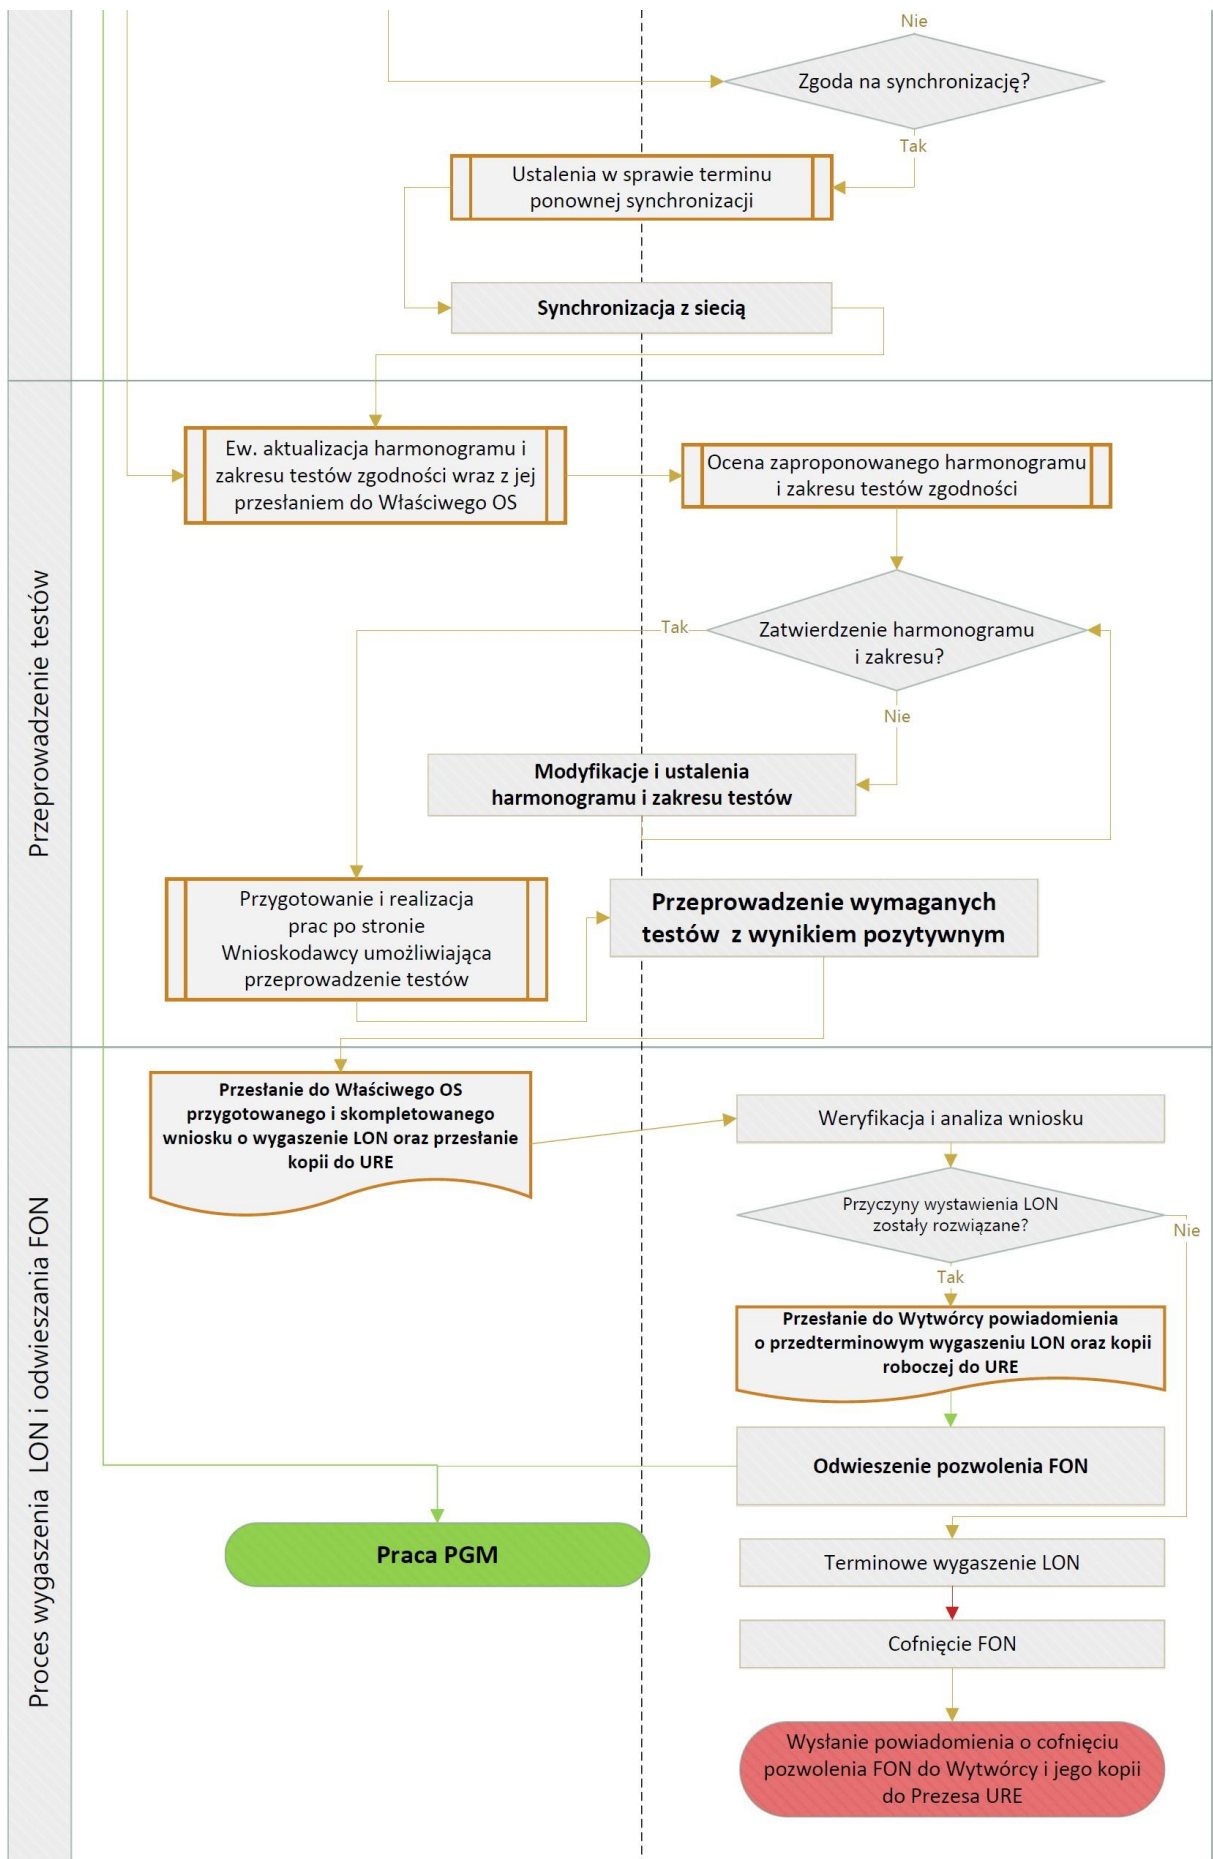 Nie
Zgoda na synchronizację?
Tak
Ustalenia w sprawie terminu
ponownej synchronizacji
Synchronizacja z siecią
Przeprowadzenie testów
Ew. aktualizacja harmonogramu i
zakresu testów zgodności wraz z jej
przesłaniem do Właściwego OS
Ocena zaproponowanego harmonogramu
i zakresu testów zgodności
Tak
Zatwierdzenie harmonogramu
i zakresu?
Nie
Modyfikacje i ustalenia
harmonogramu i zakresu testów
Przygotowanie i realizacja
prac po stronie
Wnioskodawcy umożliwiająca
przeprowadzenie testów
Przeprowadzenie wymaganych
testów z wynikiem pozytywnym
Proces wygaszenia LON i odwieszania FON
Przesłanie do Właściwego OS
przygotowanego i skompletowanego
wniosku o wygaszenie LON oraz przesłanie
kopii do URE
Weryfikacja i analiza wniosku
Przyczyny wystawienia LON
zostały rozwiązane?
Nie
Tak
Przesłanie do Wytwórcy powiadomienia
o przedterminowym wygaszeniu LON oraz kopii
roboczej do URE
Odwieszenie pozwolenia FON
Praca PGM
Terminowe wygaszenie LON
Cofnięcie FON
Wysłanie powiadomienia o cofnięciu
pozwolenia FON do Wytwórcy i jego kopii
do Prezesa URE